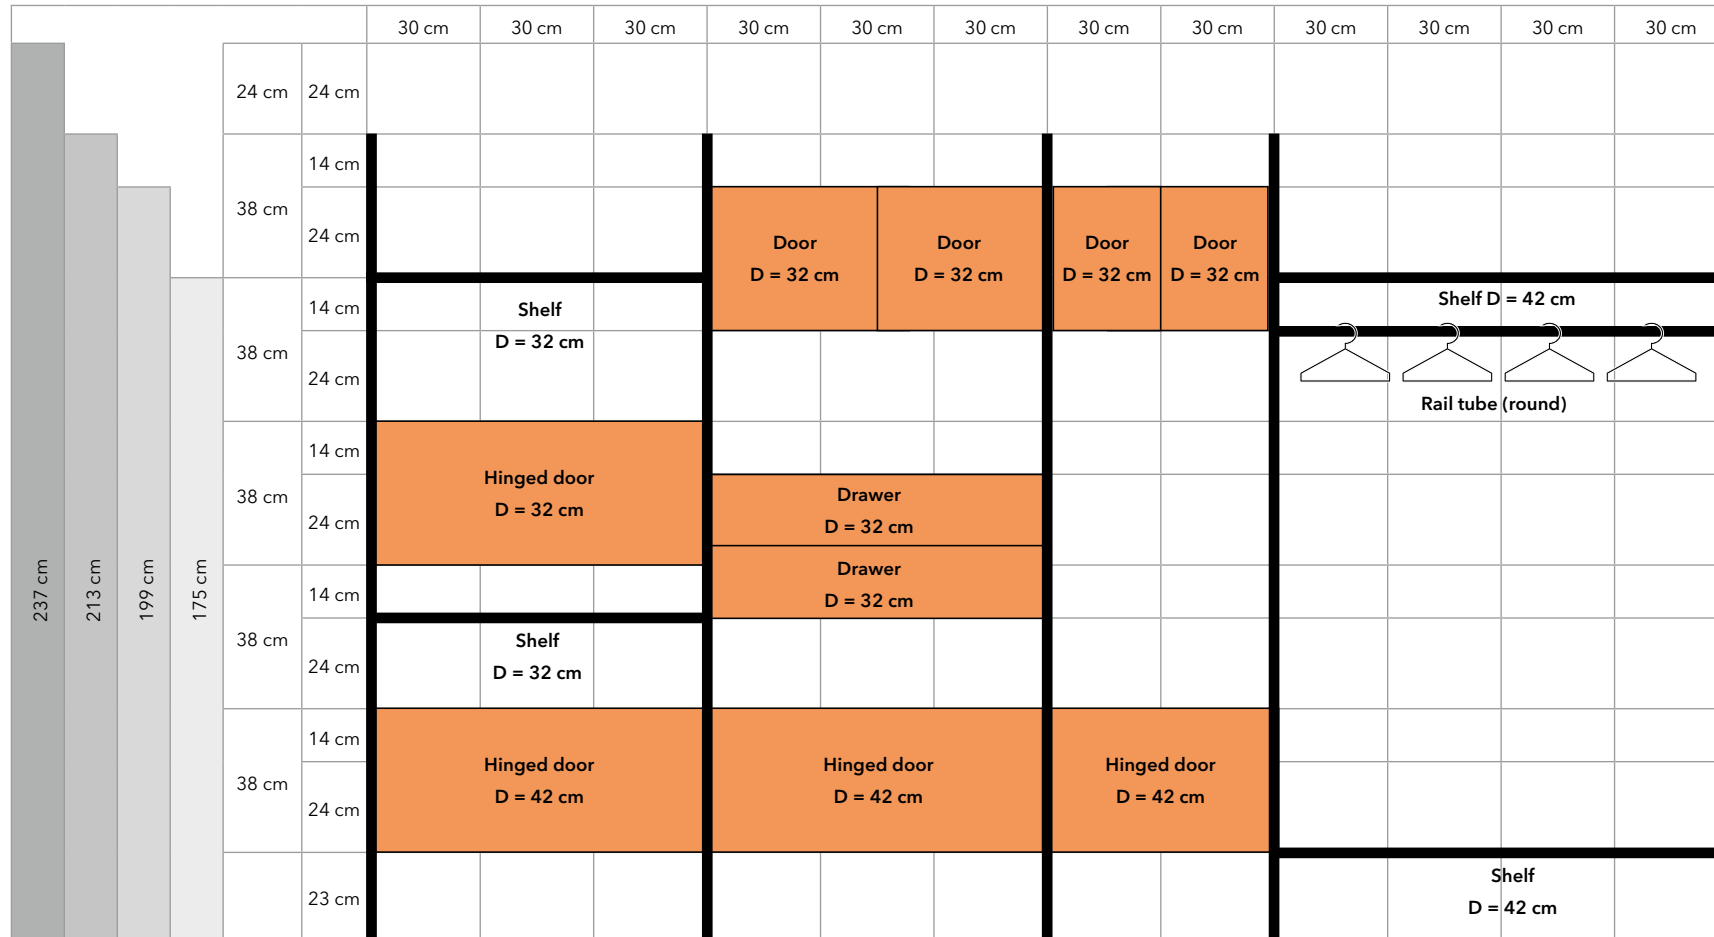 30 cm 30 cm 30 cm 30 cm 30 cm 30 cm 30 cm 30 cm 30 cm 30 cm 30 cm 30 cm
24 cm 24 cm
14 cm
38 cm
24 cm
14 cm
38 cm
24 cm
14 cm
38 cm
24 cm
14 cm
38 cm
24 cm
14 cm
38 cm
24 cm
23 cm
237 cm
213 cm
199 cm
175 cm
Shelf
D = 32 cm
Hinged door
D = 32 cm
Shelf
D = 32 cm
Hinged door
D = 42 cm
Door
D = 32 cm
Door
D = 32 cm
Drawer
D = 32 cm
Drawer
D = 32 cm
Hinged door
D = 42 cm
Door
D = 32 cm
Door
D = 32 cm
Hinged door
D = 42 cm
Shelf D = 42 cm
Rail tube (round)
Shelf
D = 42 cm